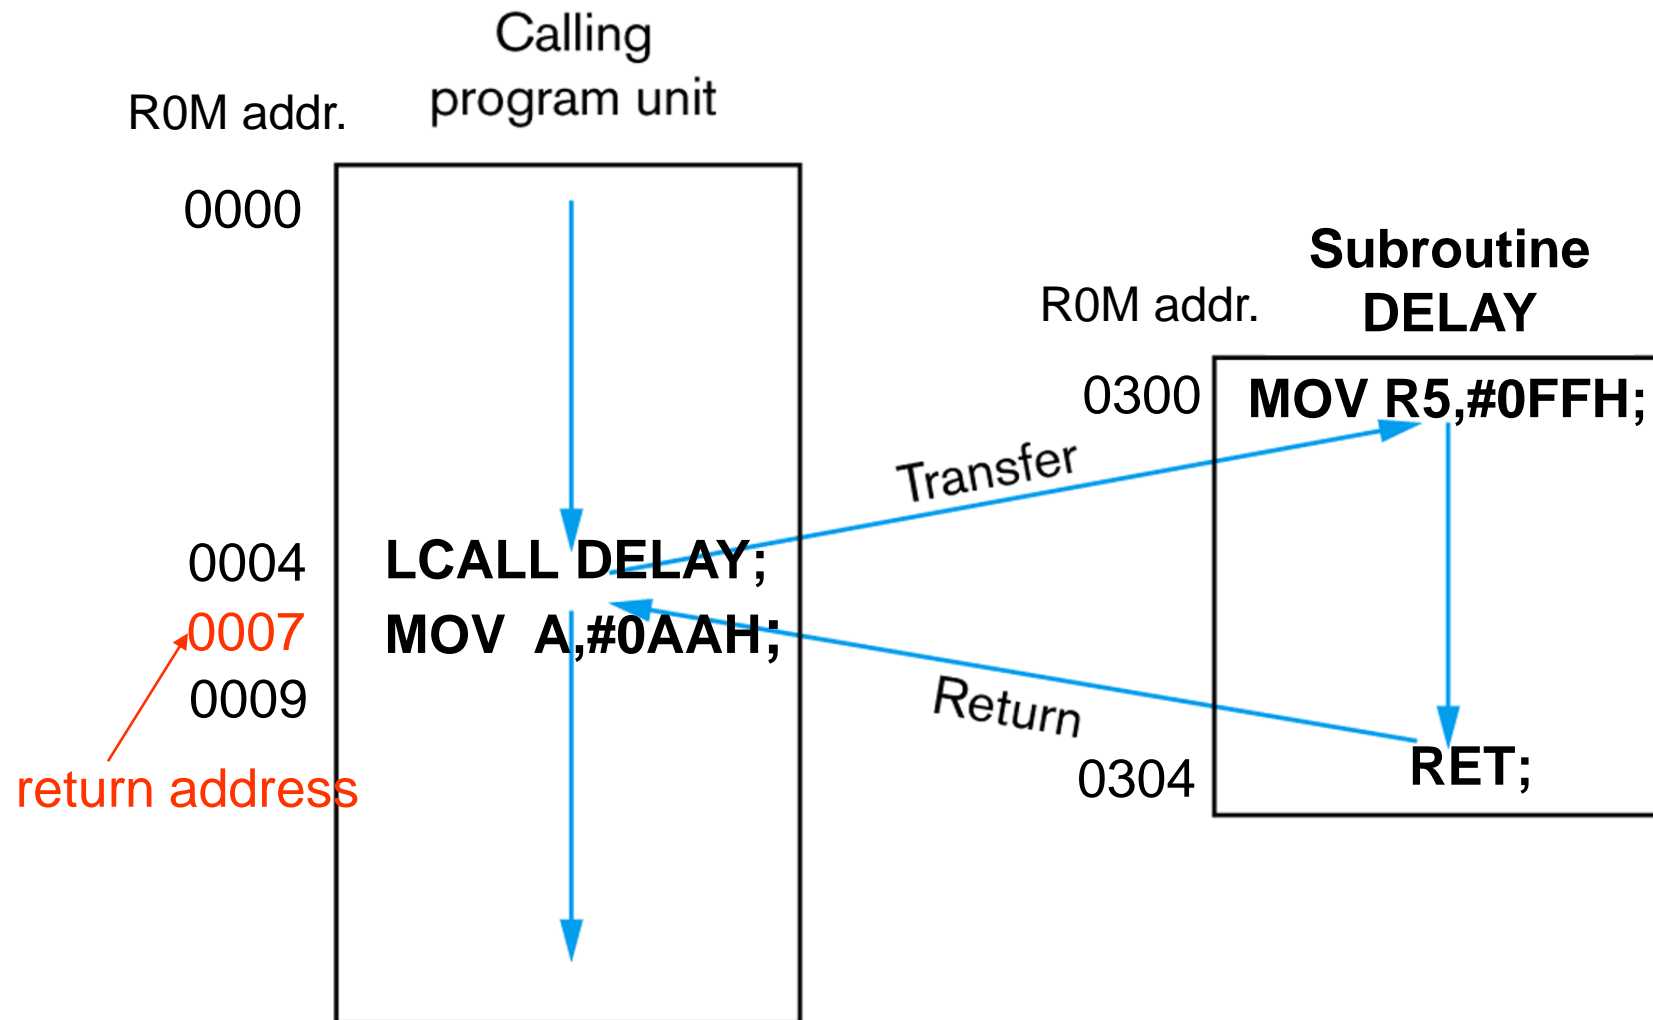 Calling
program unit
R0M addr.
0000
Subroutine
DELAY
R0M addr.
0300 MOV R5,#0FFH;
Transfer
0004 LCALL DELAY;
0007 MOV A,#0AAH;
0009
Return
0304 RET;
return address